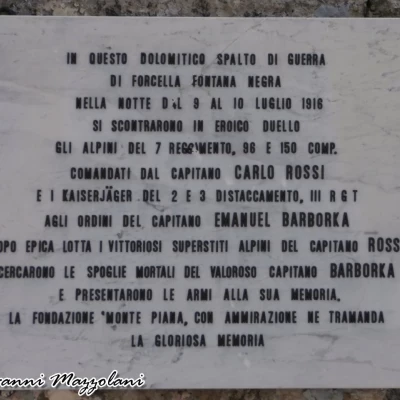 IN QUESTO DOLOMITICO SPALTO DI GUERRA
DI FORCELLA FONTANA NEGRA
NELLA NOTTE DAL 9 AL 10 LUGLIO 1916
SI SCONTRARONO IN EROICO DUELLO
GLI ALPINI DEL 7 REGGIMENTO, 96 E 150 COMP.
COMANDATI DAL CAPITANO CARLO ROSSI
E I KAISERJÄGER DEL 2 E 3 DISTACCAMENTO, III R G T
AGLI ORDINI DEL CAPITANO EMANUEL BARBORKA
OPO EPICA LOTTA I VITTORIOSI SUPERSTITI ALPINI DEL CAPITANO ROSS
CERCARONO LE SPOGLIE MORTALI DEL VALOROSO CAPITANO BARBORKA
E PRESENTARONO LE ARMI ALLA SUA MEMORIA.
LA FONDAZIONE MONTE PIANA, CON AMMIRAZIONE NE TRAMANDA
LA GLORIOSA MEMORIA
anni Mazzolani